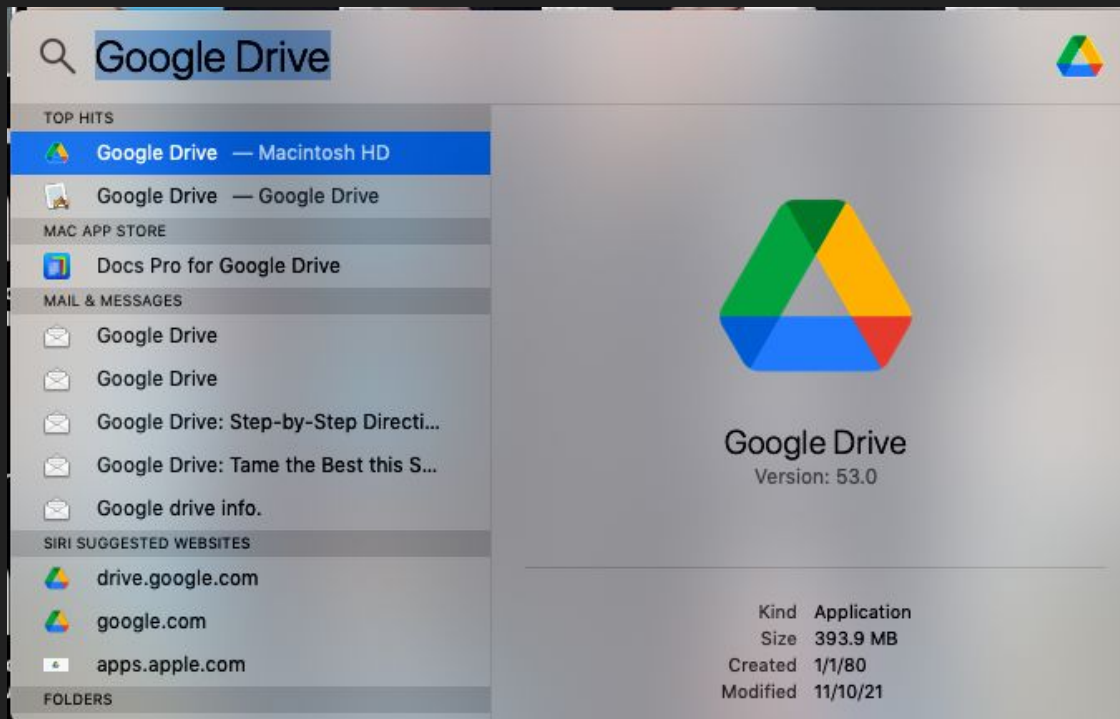 Google Drive
TOP HITS
Google Drive — Macintosh HD
Google Drive — Google Drive
MAC APP STORE
Docs Pro for Google Drive
MAIL & MESSAGES
Google Drive
Google Drive
Google Drive: Step-by-Step Directi...
Google Drive: Tame the Best this S...
Google drive info.
SIRI SUGGESTED WEBSITES
drive.google.com
google.com
apps.apple.com
FOLDERS
Google Drive
Version: 53.0
Kind Application
Size 393.9 MB
Created 1/1/80
Modified 11/10/21